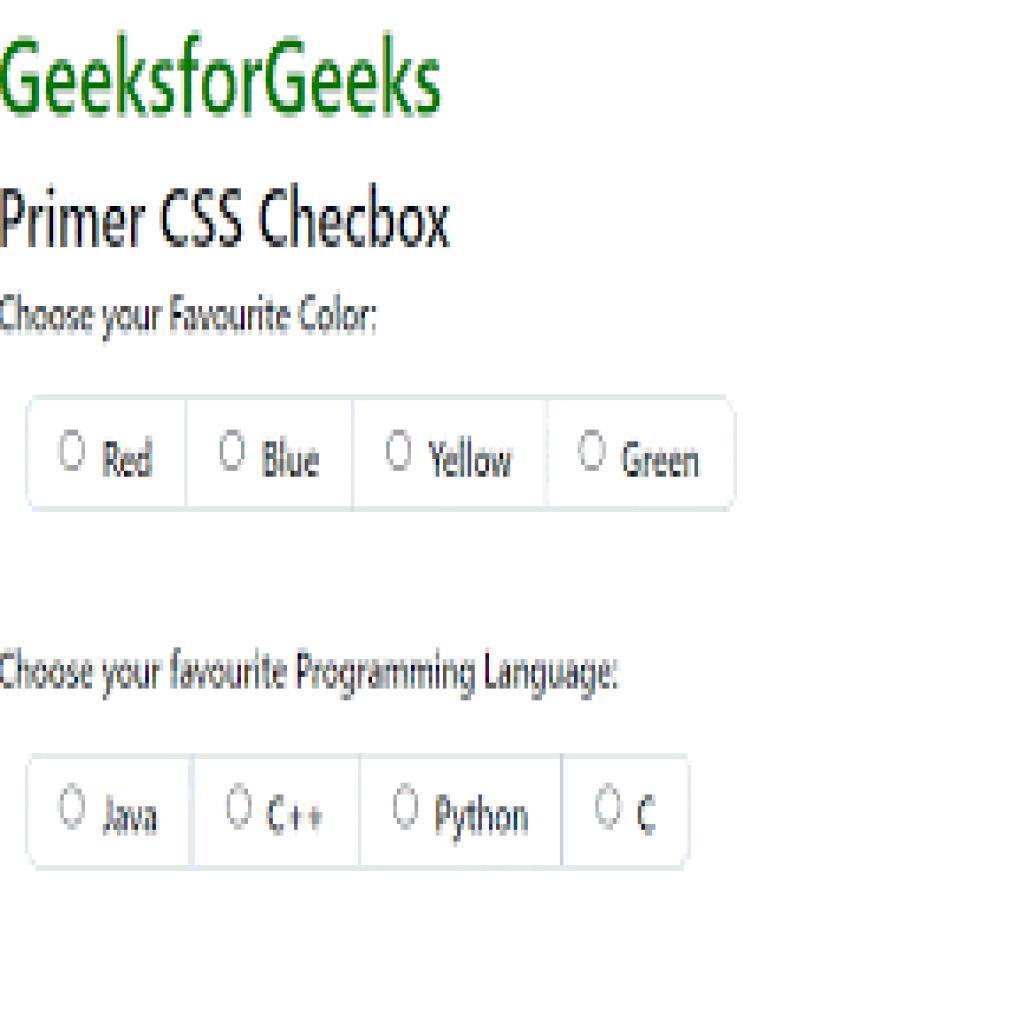 GeeksforGeeks
Primer CSS Checbox
Choose your Favourite Color:
Red Blue Yellow Green
Choose your favourite Programming Language:
Java C++ Python C